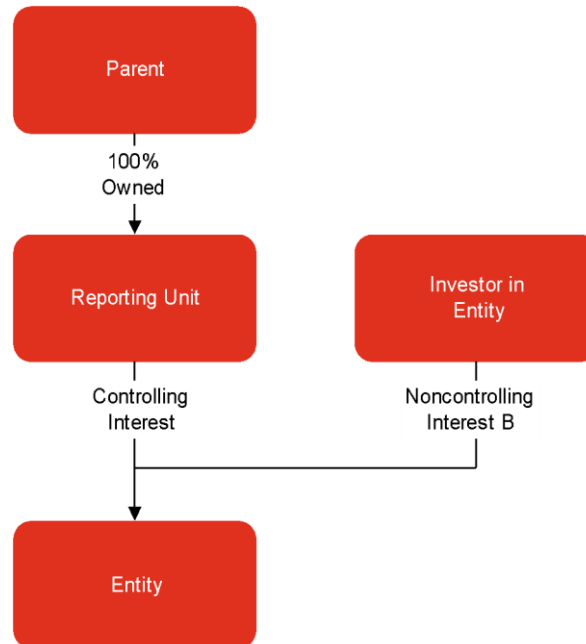 Parent
100%
Owned
Reporting Unit
Investor in
Entity
Controlling
Interest
Noncontrolling
Interest B
Entity